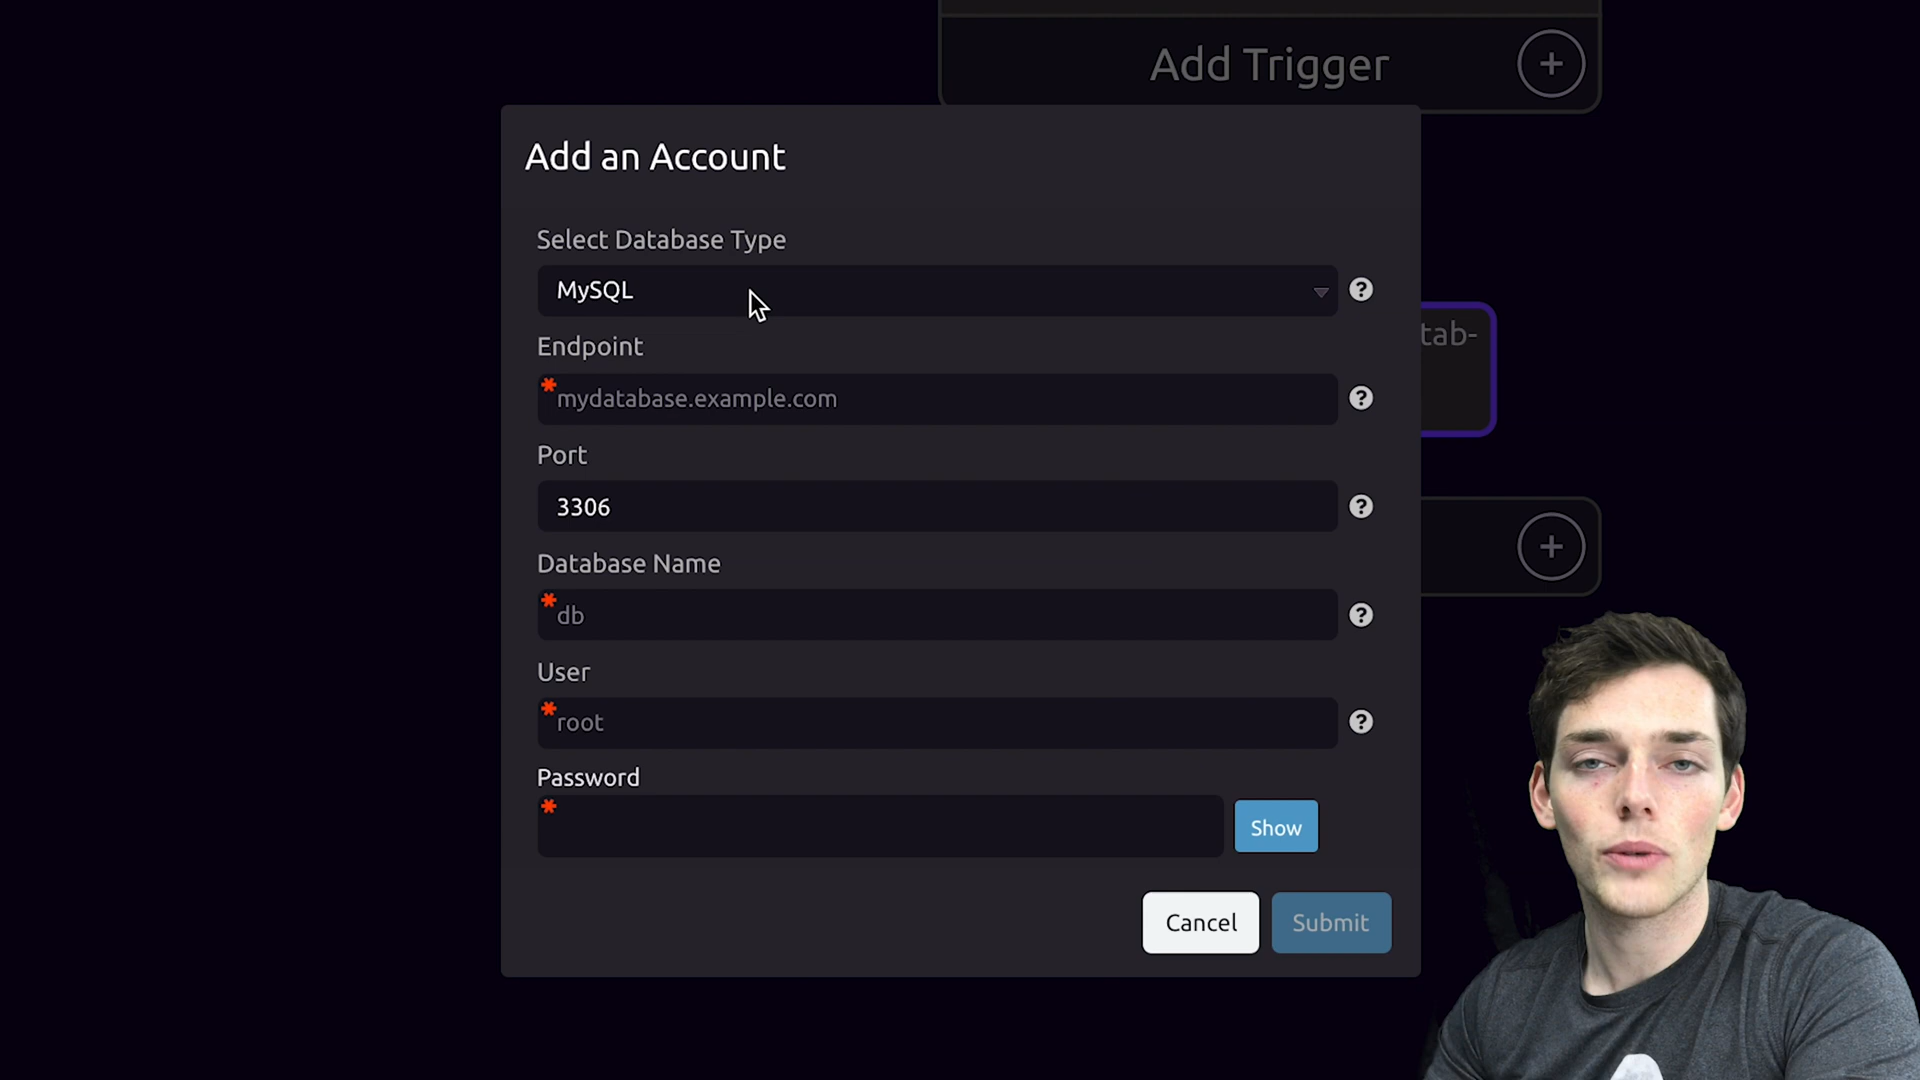 Add Trigger
Add an Account
Select Database Type
MySQL
tab-
Endpoint
* mydatabase.example.com
Port
3306
Database Name
* db
User
* root
Password
*
Show
Cancel
Submit